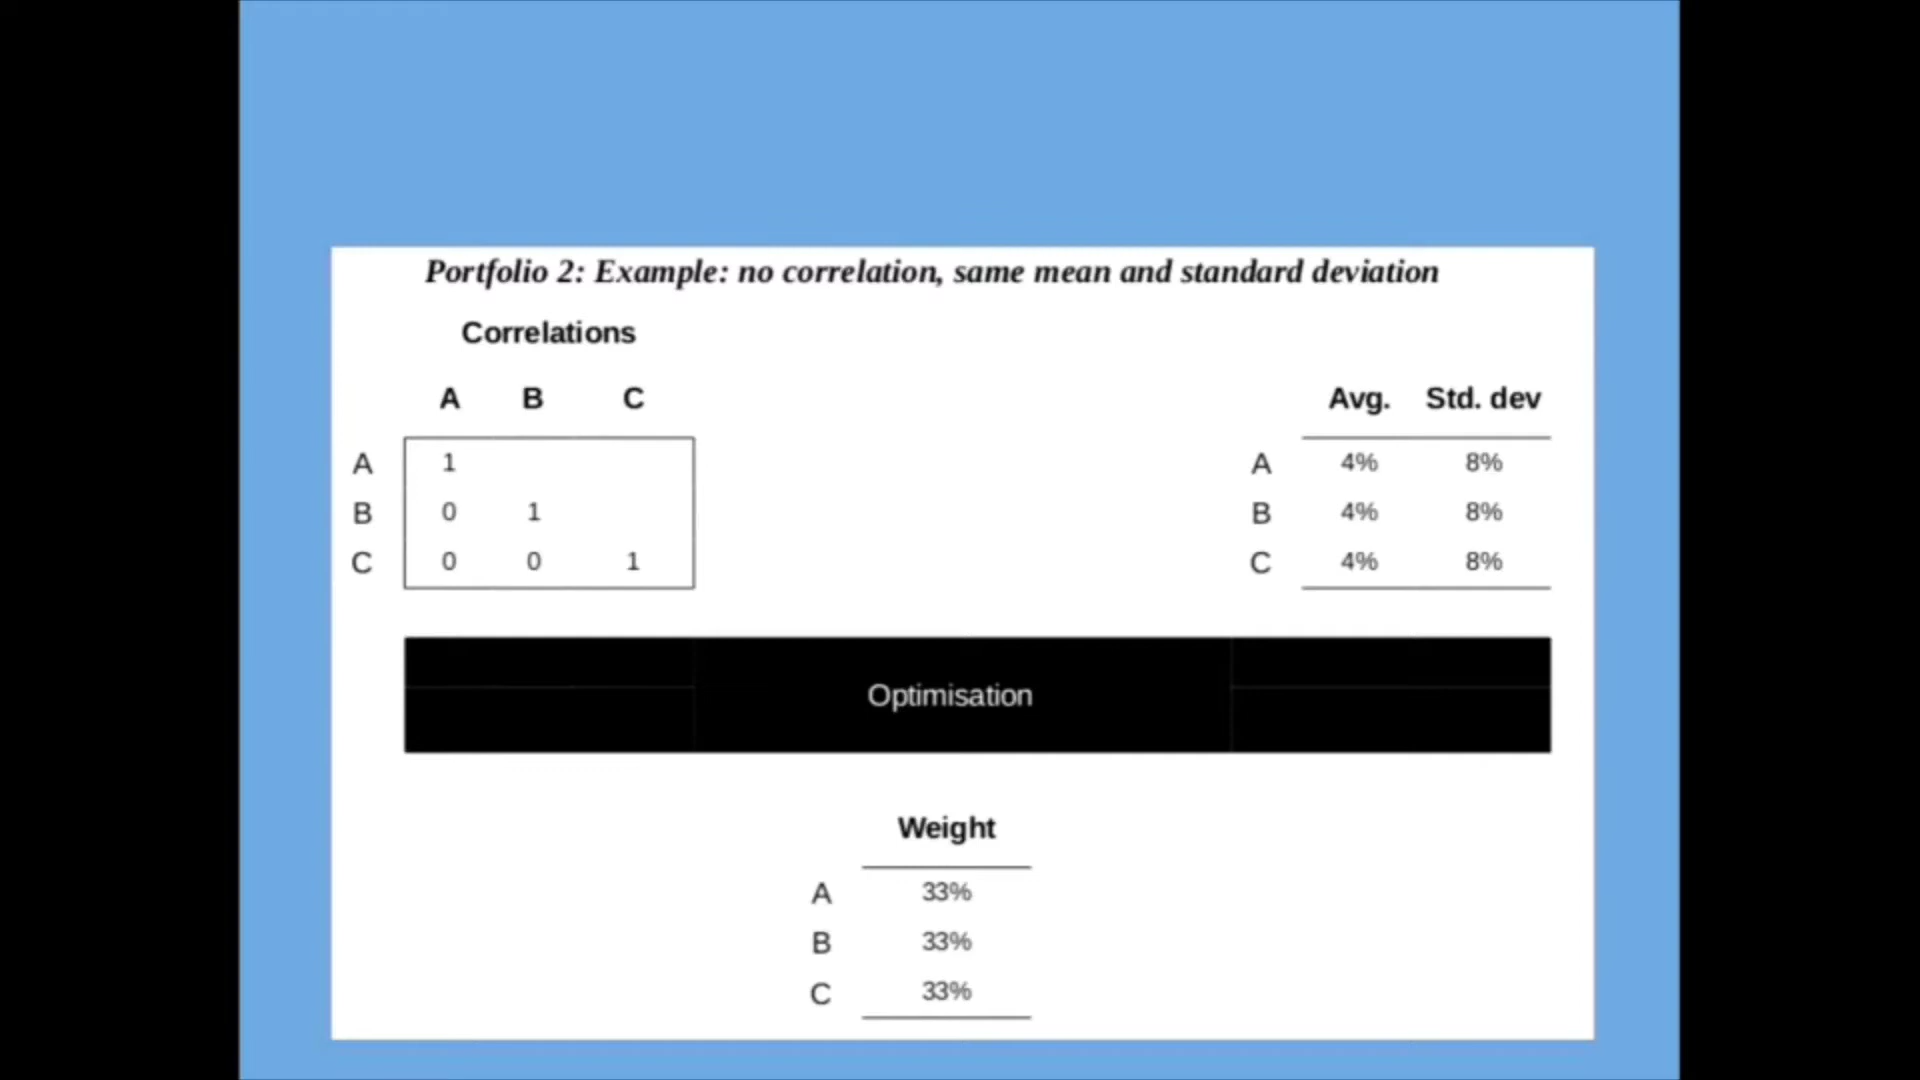 Portfolio 2: Example: no correlation, same mean and standard deviation
Correlations
A B C
A 1
B 0 1
C 0 0 1
Avg. Std. dev
A 4% 8%
B 4% 8%
C 4% 8%
Optimisation
Weight
A 33%
B 33%
C 33%